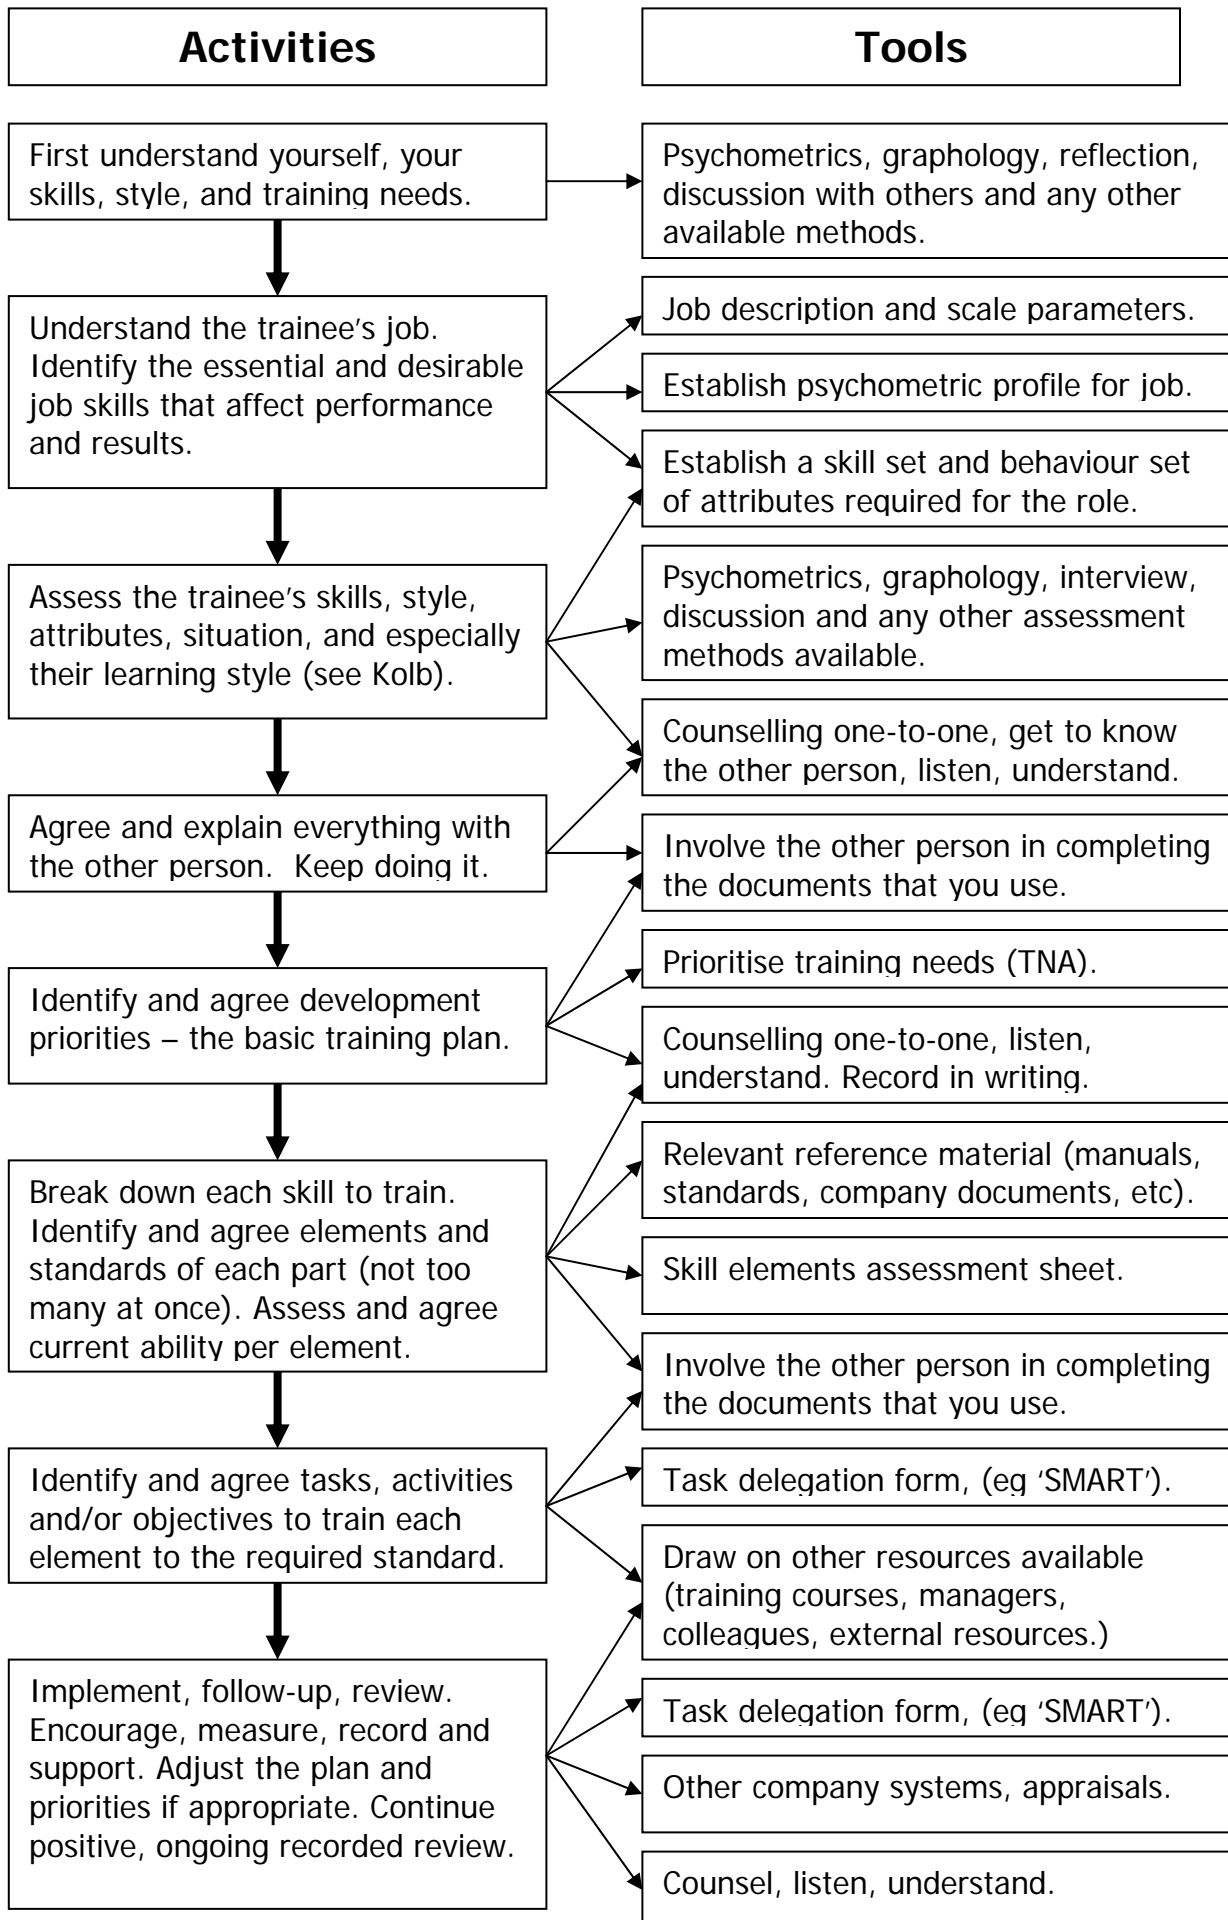 Activities
Tools
First understand yourself, your
skills, style, and training needs.
Psychometrics, graphology, reflection,
discussion with others and any other
available methods.
Understand the trainee’s job.
Identify the essential and desirable
job skills that affect performance
and results.
Job description and scale parameters.
Establish psychometric profile for job.
Establish a skill set and behaviour set
of attributes required for the role.
Assess the trainee’s skills, style,
attributes, situation, and especially
their learning style (see Kolb).
Psychometrics, graphology, interview,
discussion and any other assessment
methods available.
Counselling one-to-one, get to know
the other person, listen, understand.
Agree and explain everything with
the other person.  Keep doing it.
Involve the other person in completing
the documents that you use.
Identify and agree development
priorities – the basic training plan.
Prioritise training needs (TNA).
Counselling one-to-one, listen,
understand. Record in writing.
Break down each skill to train.
Identify and agree elements and
standards of each part (not too
many at once). Assess and agree
current ability per element.
Relevant reference material (manuals,
standards, company documents, etc).
Skill elements assessment sheet.
Involve the other person in completing
the documents that you use.
Identify and agree tasks, activities
and/or objectives to train each
element to the required standard.
Task delegation form, (eg ‘SMART’).
Draw on other resources available
(training courses, managers,
colleagues, external resources.)
Implement, follow-up, review.
Encourage, measure, record and
support. Adjust the plan and
priorities if appropriate. Continue
positive, ongoing recorded review.
Task delegation form, (eg ‘SMART’).
Other company systems, appraisals.
Counsel, listen, understand.